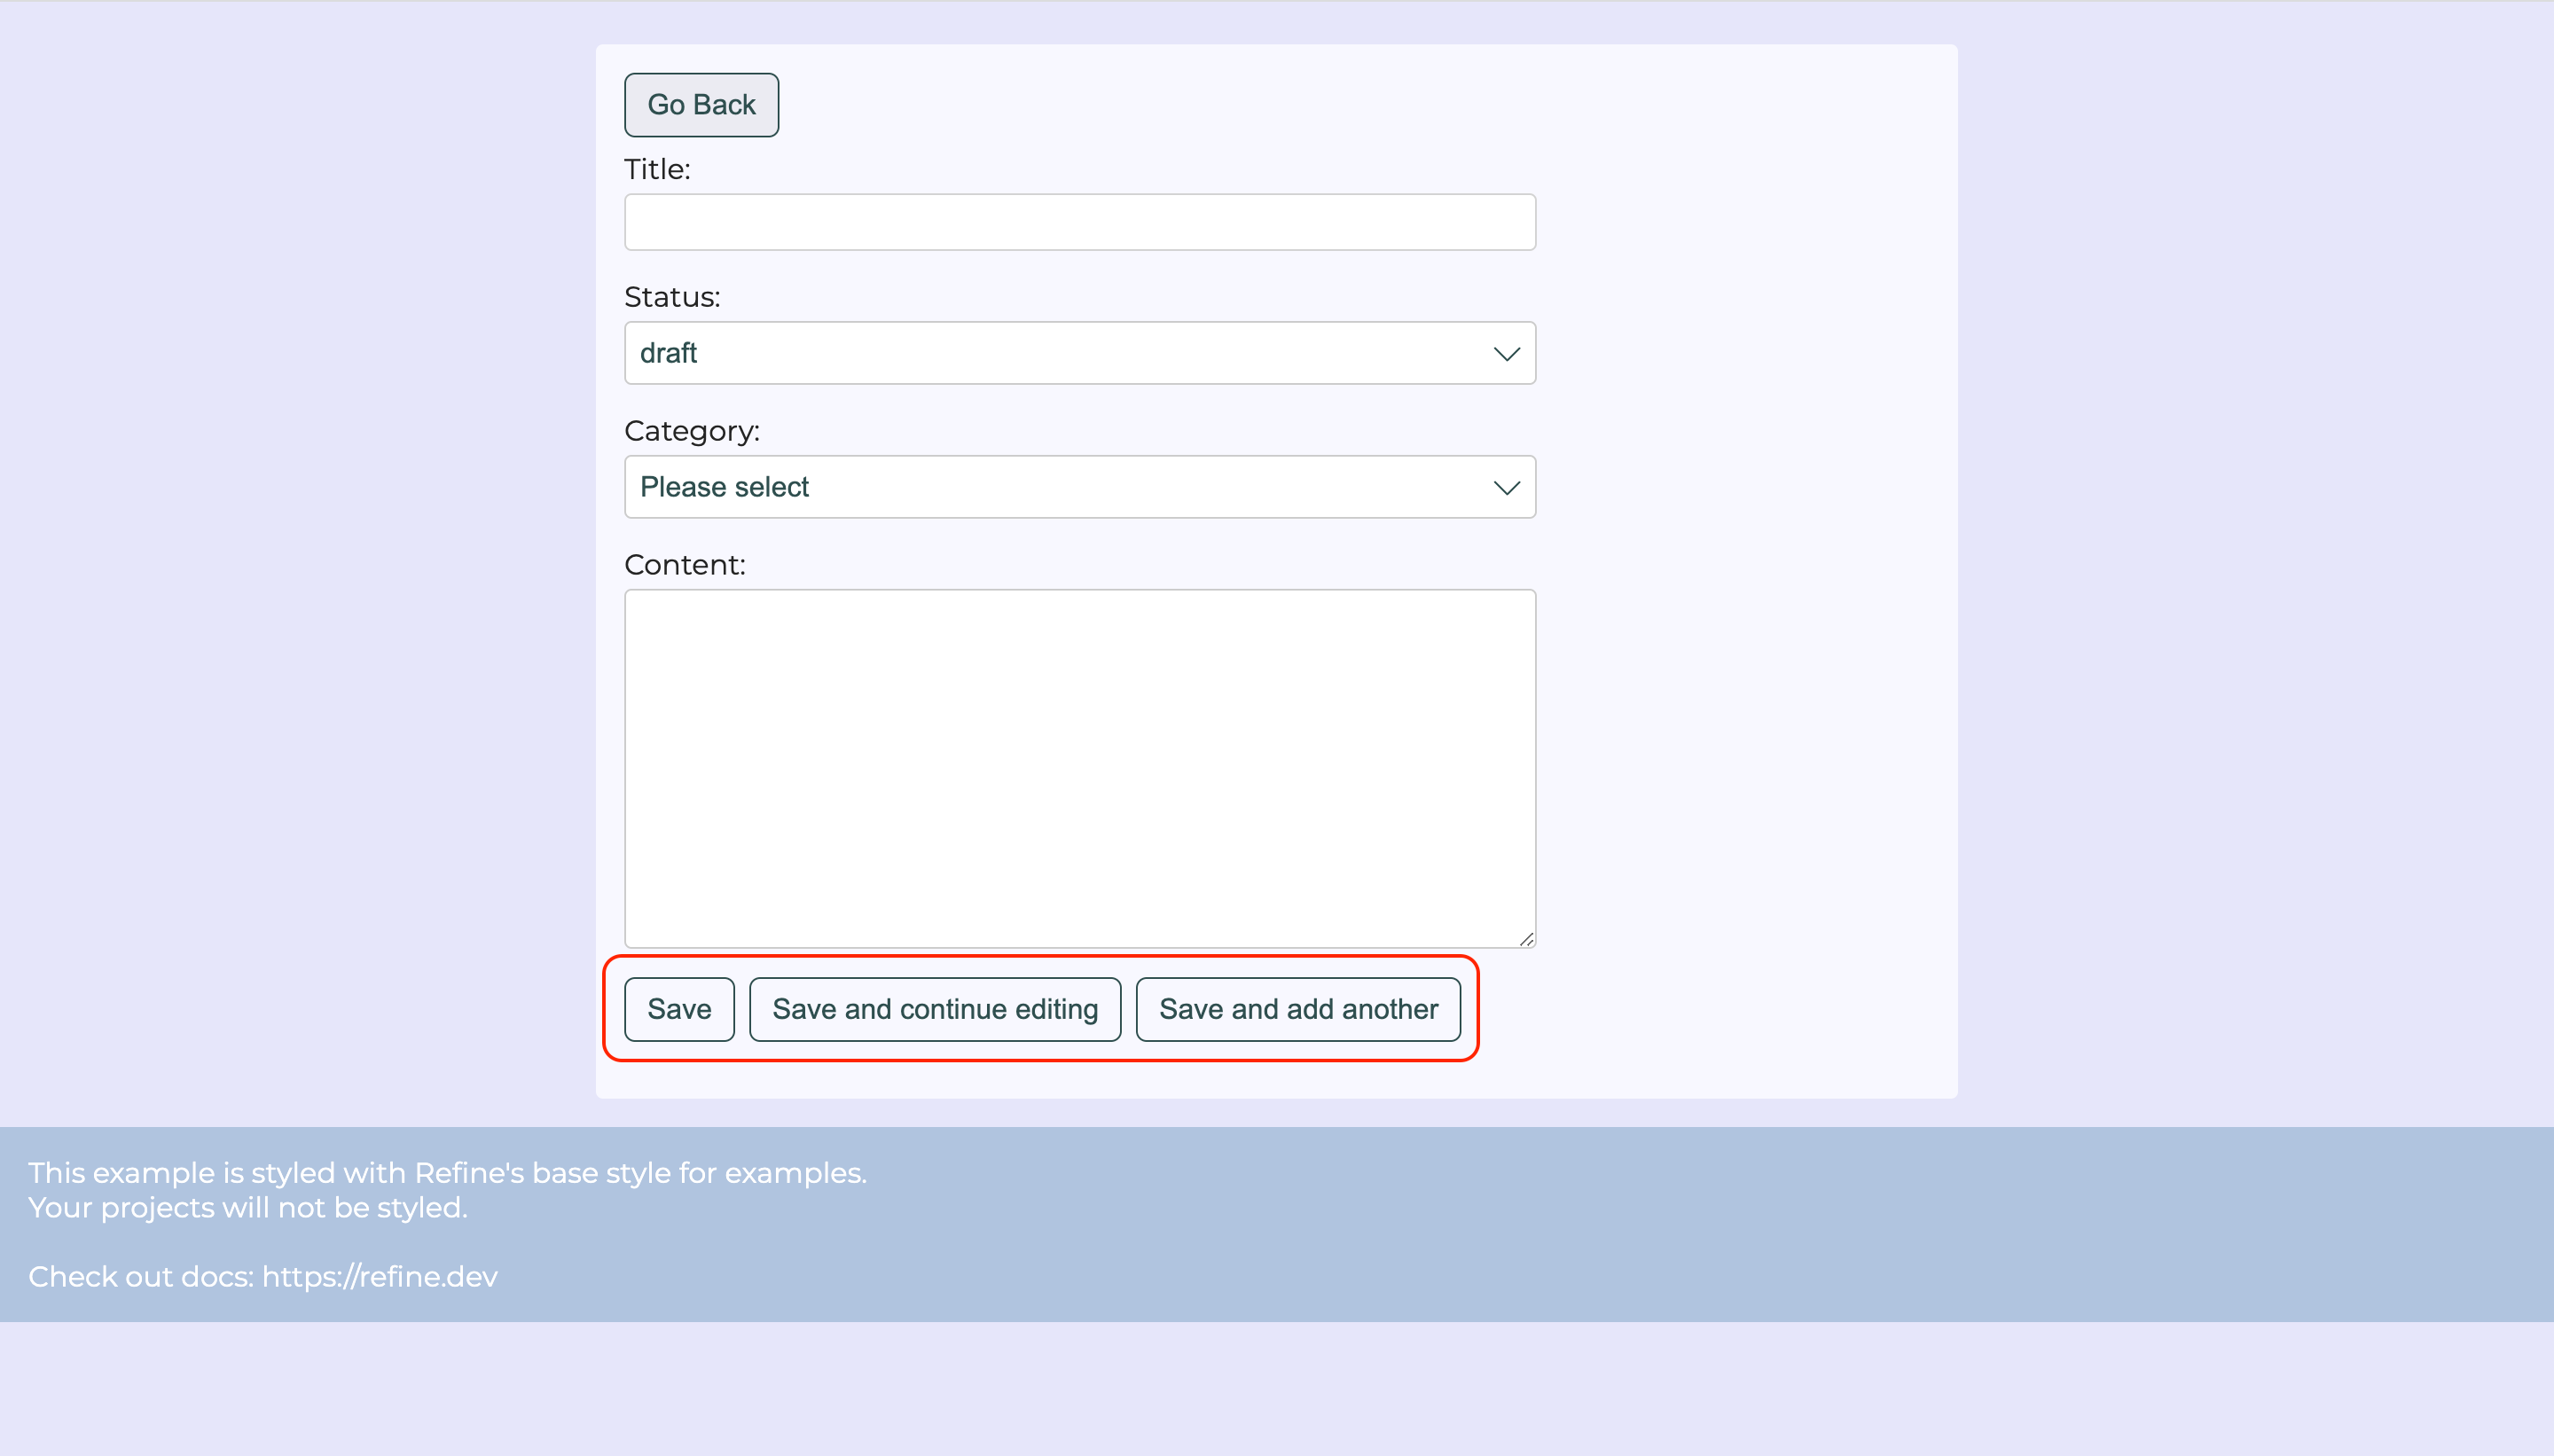 Go Back
Title:
Status:
draft
Category:
Please select
Content:
Save
Save and continue editing
Save and add another
This example is styled with Refine's base style for examples.
Your projects will not be styled.
Check out docs: https://refine.dev